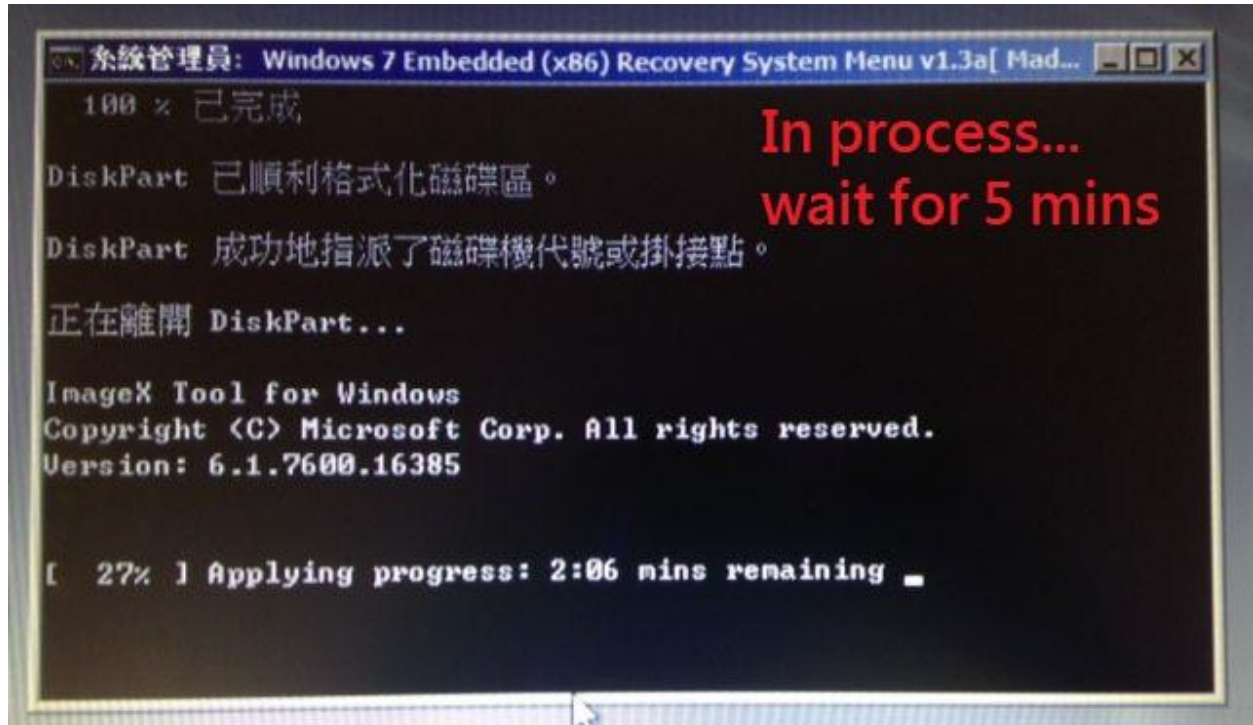 系統管理員: Windows 7 Embedded (x86) Recovery System Menu v1.3a[ Mad...
100 % 已完成
In process...
wait for 5 mins
DiskPart 已順利格式化磁碟區。
DiskPart 成功地指派了磁碟機代號或掛接點。
正在離開 DiskPart...
ImageX Tool for Windows
Copyright (C) Microsoft Corp. All rights reserved.
Version: 6.1.7600.16385
[  27% ] Applying progress: 2:06 mins remaining